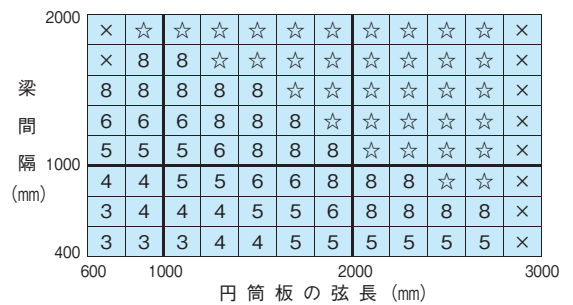 2000
× ☆ ☆ ☆ ☆ ☆ ☆ ☆ ☆ ☆ ☆ ×
× 8 8 ☆ ☆ ☆ ☆ ☆ ☆ ☆ ☆ ×
8 8 8 8 8 ☆ ☆ ☆ ☆ ☆ ☆ ×
6 6 6 8 8 8 ☆ ☆ ☆ ☆ ☆ ×
5 5 5 6 8 8 8 ☆ ☆ ☆ ☆ ×
1000
4 4 5 5 6 6 8 8 8 ☆ ☆ ×
3 4 4 4 5 5 6 8 8 8 8 ×
3 3 3 4 4 5 5 5 5 5 5 ×
400
梁間隔
(mm)
600 1000 2000 3000
円筒板の弦長 (mm)